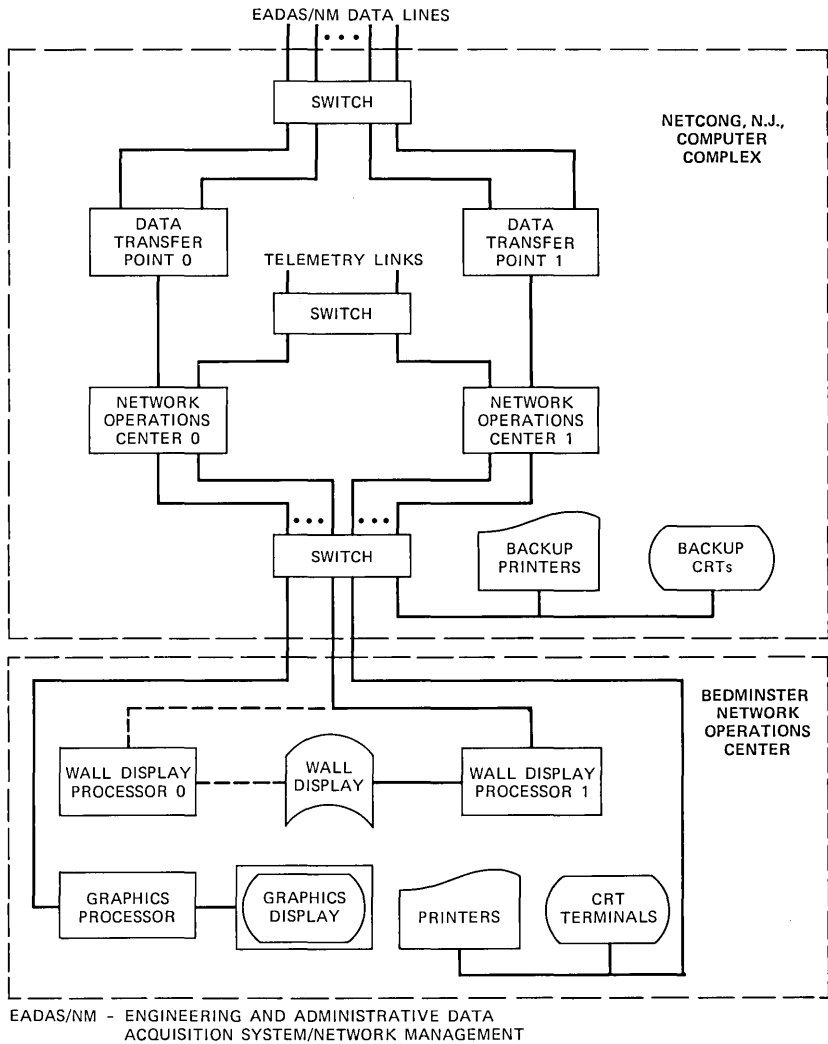 EADAS/NM DATA LINES
SWITCH
NETCONG, N.J.,
COMPUTER
COMPLEX
DATA
TRANSFER
POINT 0
DATA
TRANSFER
POINT 1
TELEMETRY LINKS
SWITCH
NETWORK
OPERATIONS
CENTER 0
NETWORK
OPERATIONS
CENTER 1
SWITCH
BACKUP
PRINTERS
BACKUP
CRTs
BEDMINSTER
NETWORK
OPERATIONS
CENTER
WALL DISPLAY
PROCESSOR 0
WALL
DISPLAY
WALL DISPLAY
PROCESSOR 1
GRAPHICS
PROCESSOR
GRAPHICS
DISPLAY
PRINTERS
CRT
TERMINALS
EADAS/NM - ENGINEERING AND ADMINISTRATIVE DATA
ACQUISITION SYSTEM/NETWORK MANAGEMENT